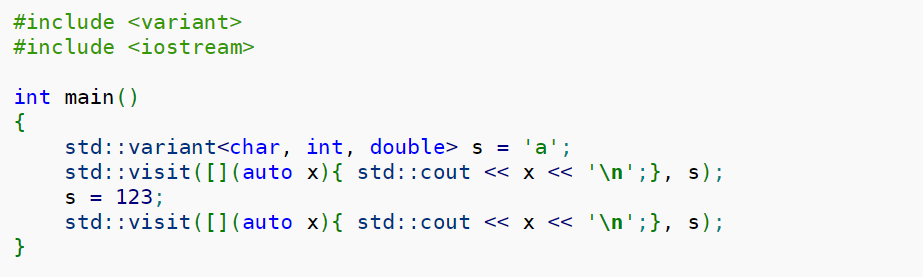 #include <variant>
#include <iostream>

int main()
{
    std::variant<char, int, double> s = 'a';
    std::visit([](auto x){ std::cout << x << '\n';}, s);
    s = 123;
    std::visit([](auto x){ std::cout << x << '\n';}, s);
}